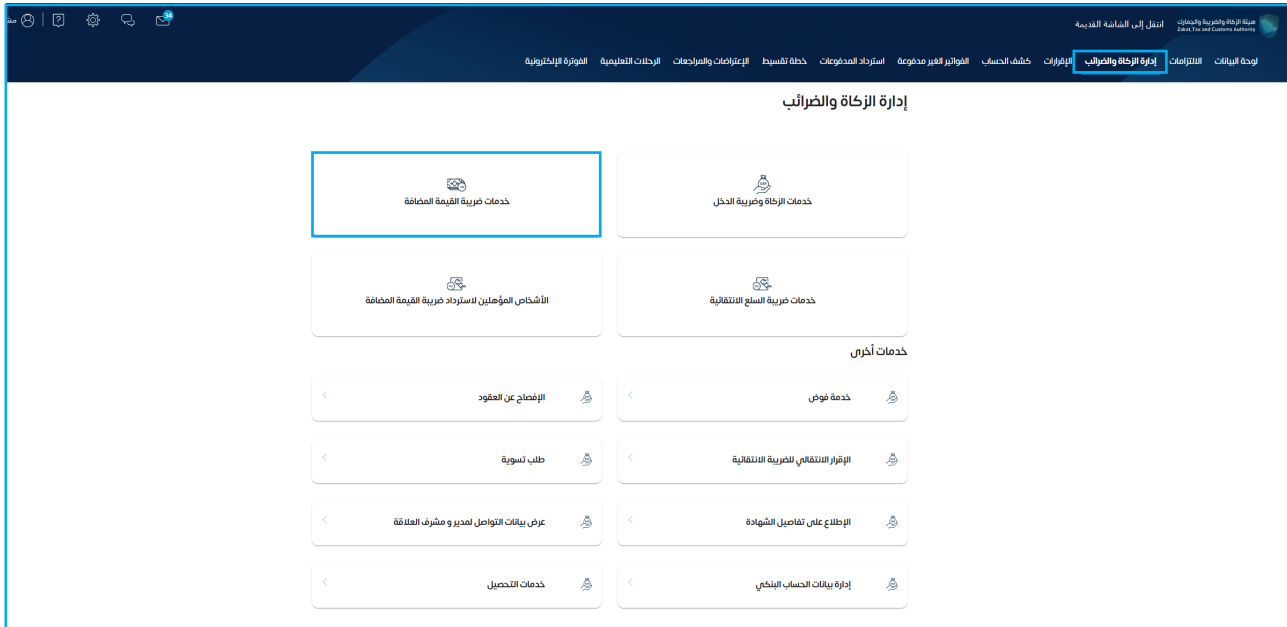 هيئة الزكاة والضريبة والجمارك
Zakat, Tax and Customs Authority
انتقل إلى الشاشة القديمة
34
لوحة البيانات
الالتزامات
إدارة الزكاة والضرائب
الإقرارات
كشف الحساب
الفواتير الغير مدفوعة
استرداد المدفوعات
خطة تقسيط
الإعتراضات والمراجعات
الرحلات التعليمية
الفوترة الإلكترونية
إدارة الزكاة والضرائب
خدمات الزكاة وضريبة الدخل
خدمات ضريبة القيمة المضافة
خدمات ضريبة السلع الانتقائية
الأشخاص المؤهلين لاسترداد ضريبة القيمة المضافة
خدمات أخرى
خدمة فوض
الإفصاح عن العقود
الإقرار الانتقالي للضريبة الانتقائية
طلب تسوية
الإطلاع على تفاصيل الشهادة
عرض بيانات التواصل لمدير و مشرف العلاقة
إدارة بيانات الحساب البنكي
خدمات التحصيل